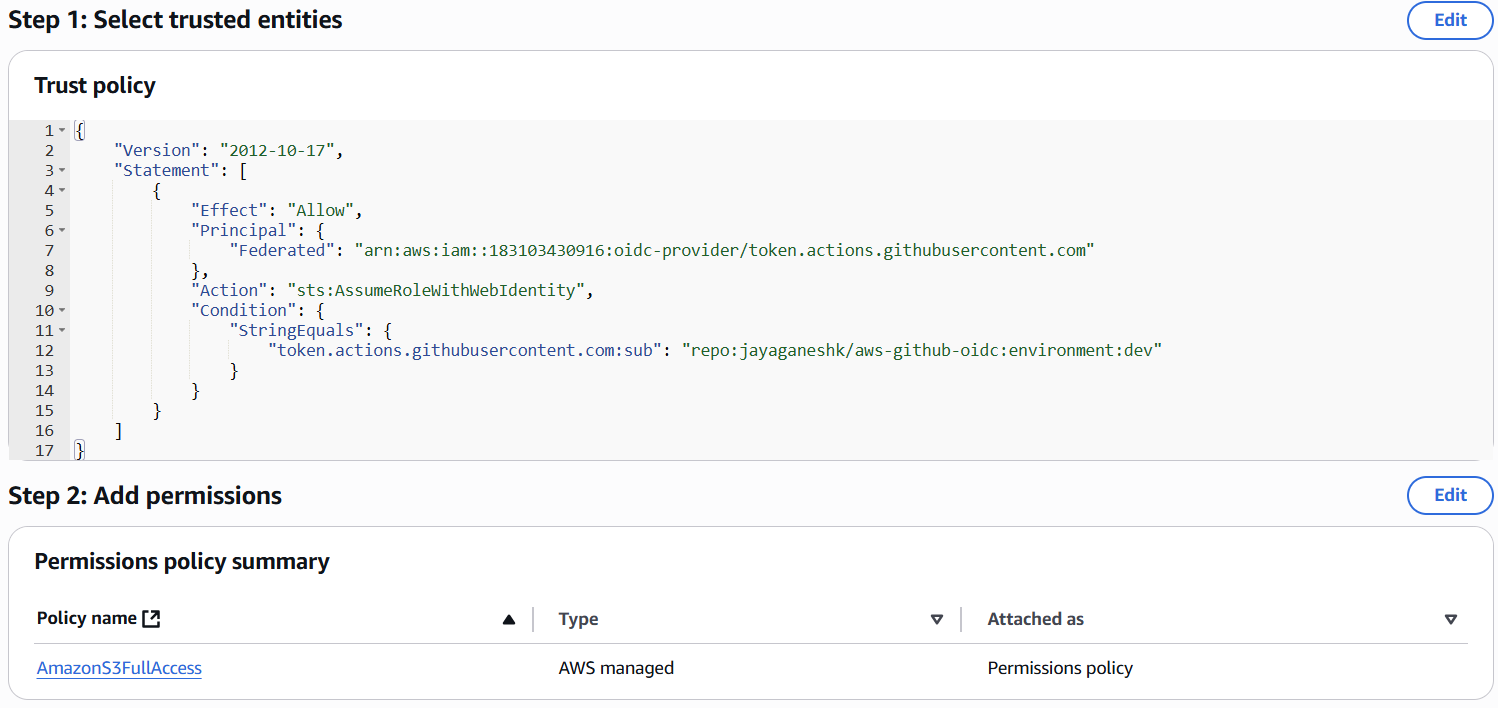 Step 1: Select trusted entities
Edit
Trust policy
1 {
2     "Version": "2012-10-17",
3     "Statement": [
4         {
5             "Effect": "Allow",
6             "Principal": {
7                 "Federated": "arn:aws:iam::183103430916:oidc-provider/token.actions.githubusercontent.com"
8             },
9             "Action": "sts:AssumeRoleWithWebIdentity",
10             "Condition": {
11                 "StringEquals": {
12                     "token.actions.githubusercontent.com:sub": "repo:jayaganeshk/aws-github-oidc:environment:dev"
13                 }
14             }
15         }
16     ]
17 }
Step 2: Add permissions
Edit
Permissions policy summary
Policy name Type Attached as
AmazonS3FullAccess AWS managed Permissions policy